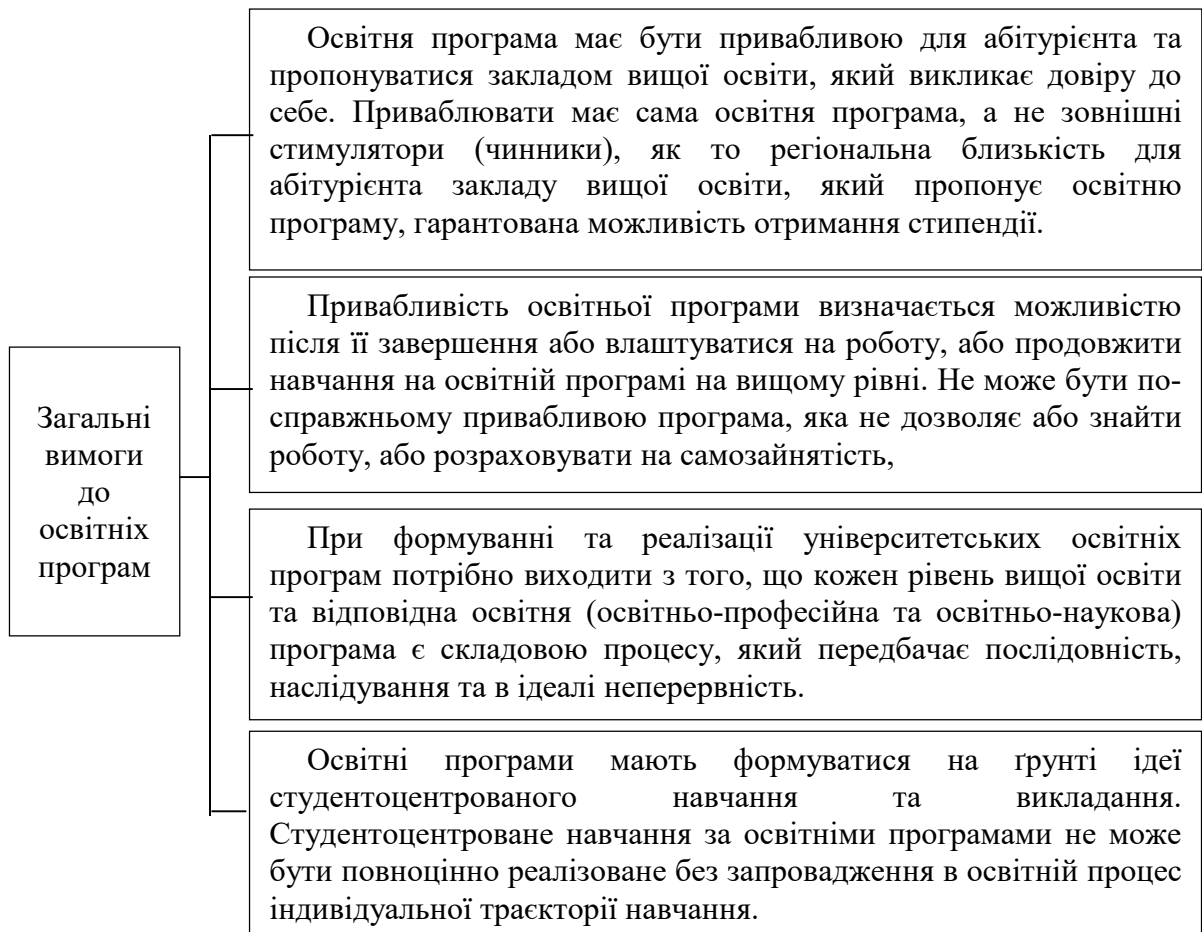 Освітня програма має бути привабливою для абітурієнта та
пропонуватися закладом вищої освіти, який викликає довіру до
себе. Приваблювати має сама освітня програма, а не зовнішні
стимулятори (чинники), як то регіональна близькість для
абітурієнта закладу вищої освіти, який пропонує освітню
програму, гарантована можливість отримання стипендії.
Привабливість освітньої програми визначається можливістю
після її завершення або влаштуватися на роботу, або продовжити
навчання на освітній програмі на вищому рівні. Не може бути по-
справжньому привабливою програма, яка не дозволяє або знайти
роботу, або розраховувати на самозайнятість,
Загальні
вимоги
до
освітніх
програм
При формуванні та реалізації університетських освітніх
програм потрібно виходити з того, що кожен рівень вищої освіти
та відповідна освітня (освітньо-професійна та освітньо-наукова)
програма є складовою процесу, який передбачає послідовність,
наслідування та в ідеалі неперервність.
Освітні програми мають формуватися на ґрунті ідеї
студентоцентрованого навчання та викладання.
Студентоцентроване навчання за освітніми програмами не може
бути повноцінно реалізоване без запровадження в освітній процес
індивідуальної траєкторії навчання.